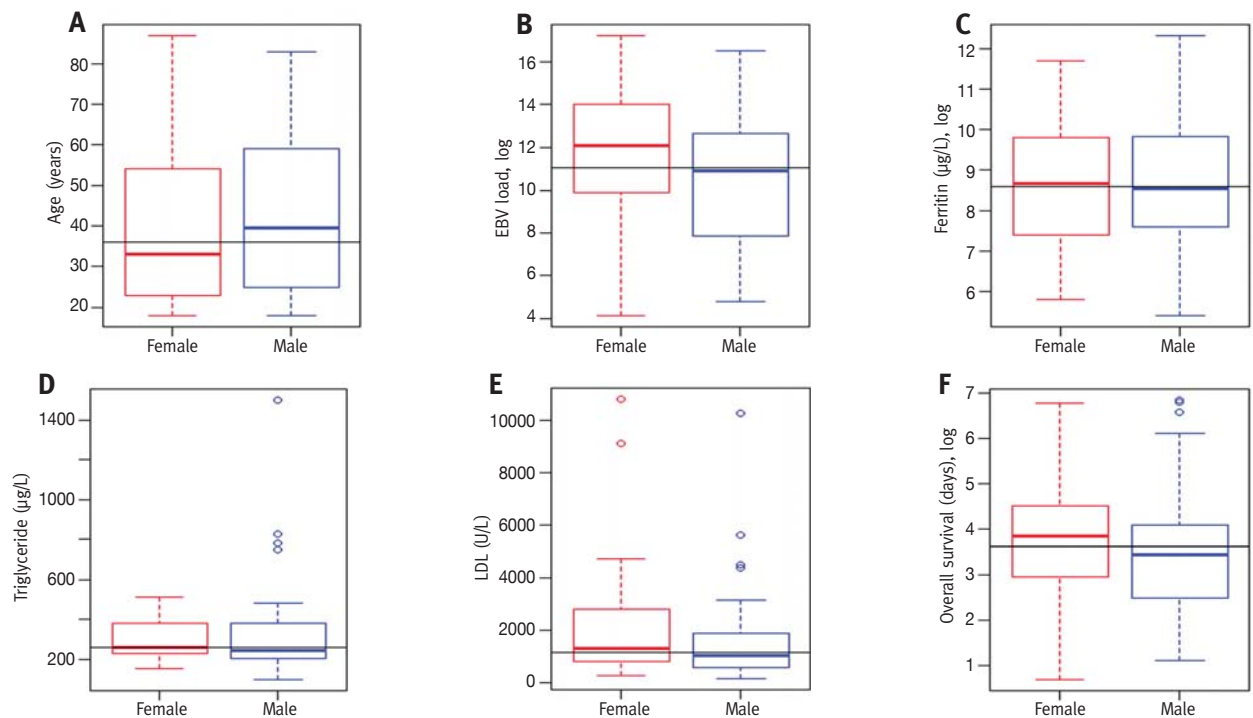 A
Age (years)
80
70
60
50
40
30
20
Female
Male
B
EBV load, log
16
14
12
10
8
6
4
Female
Male
C
Ferritin (µg/L), log
12
11
10
9
8
7
6
Female
Male
D
Triglyceride (µg/L)
1400
1000
600
200
Female
Male
E
LDL (U/L)
10000
8000
6000
4000
2000
0
Female
Male
F
Overall survival (days), log
7
6
5
4
3
2
1
Female
Male